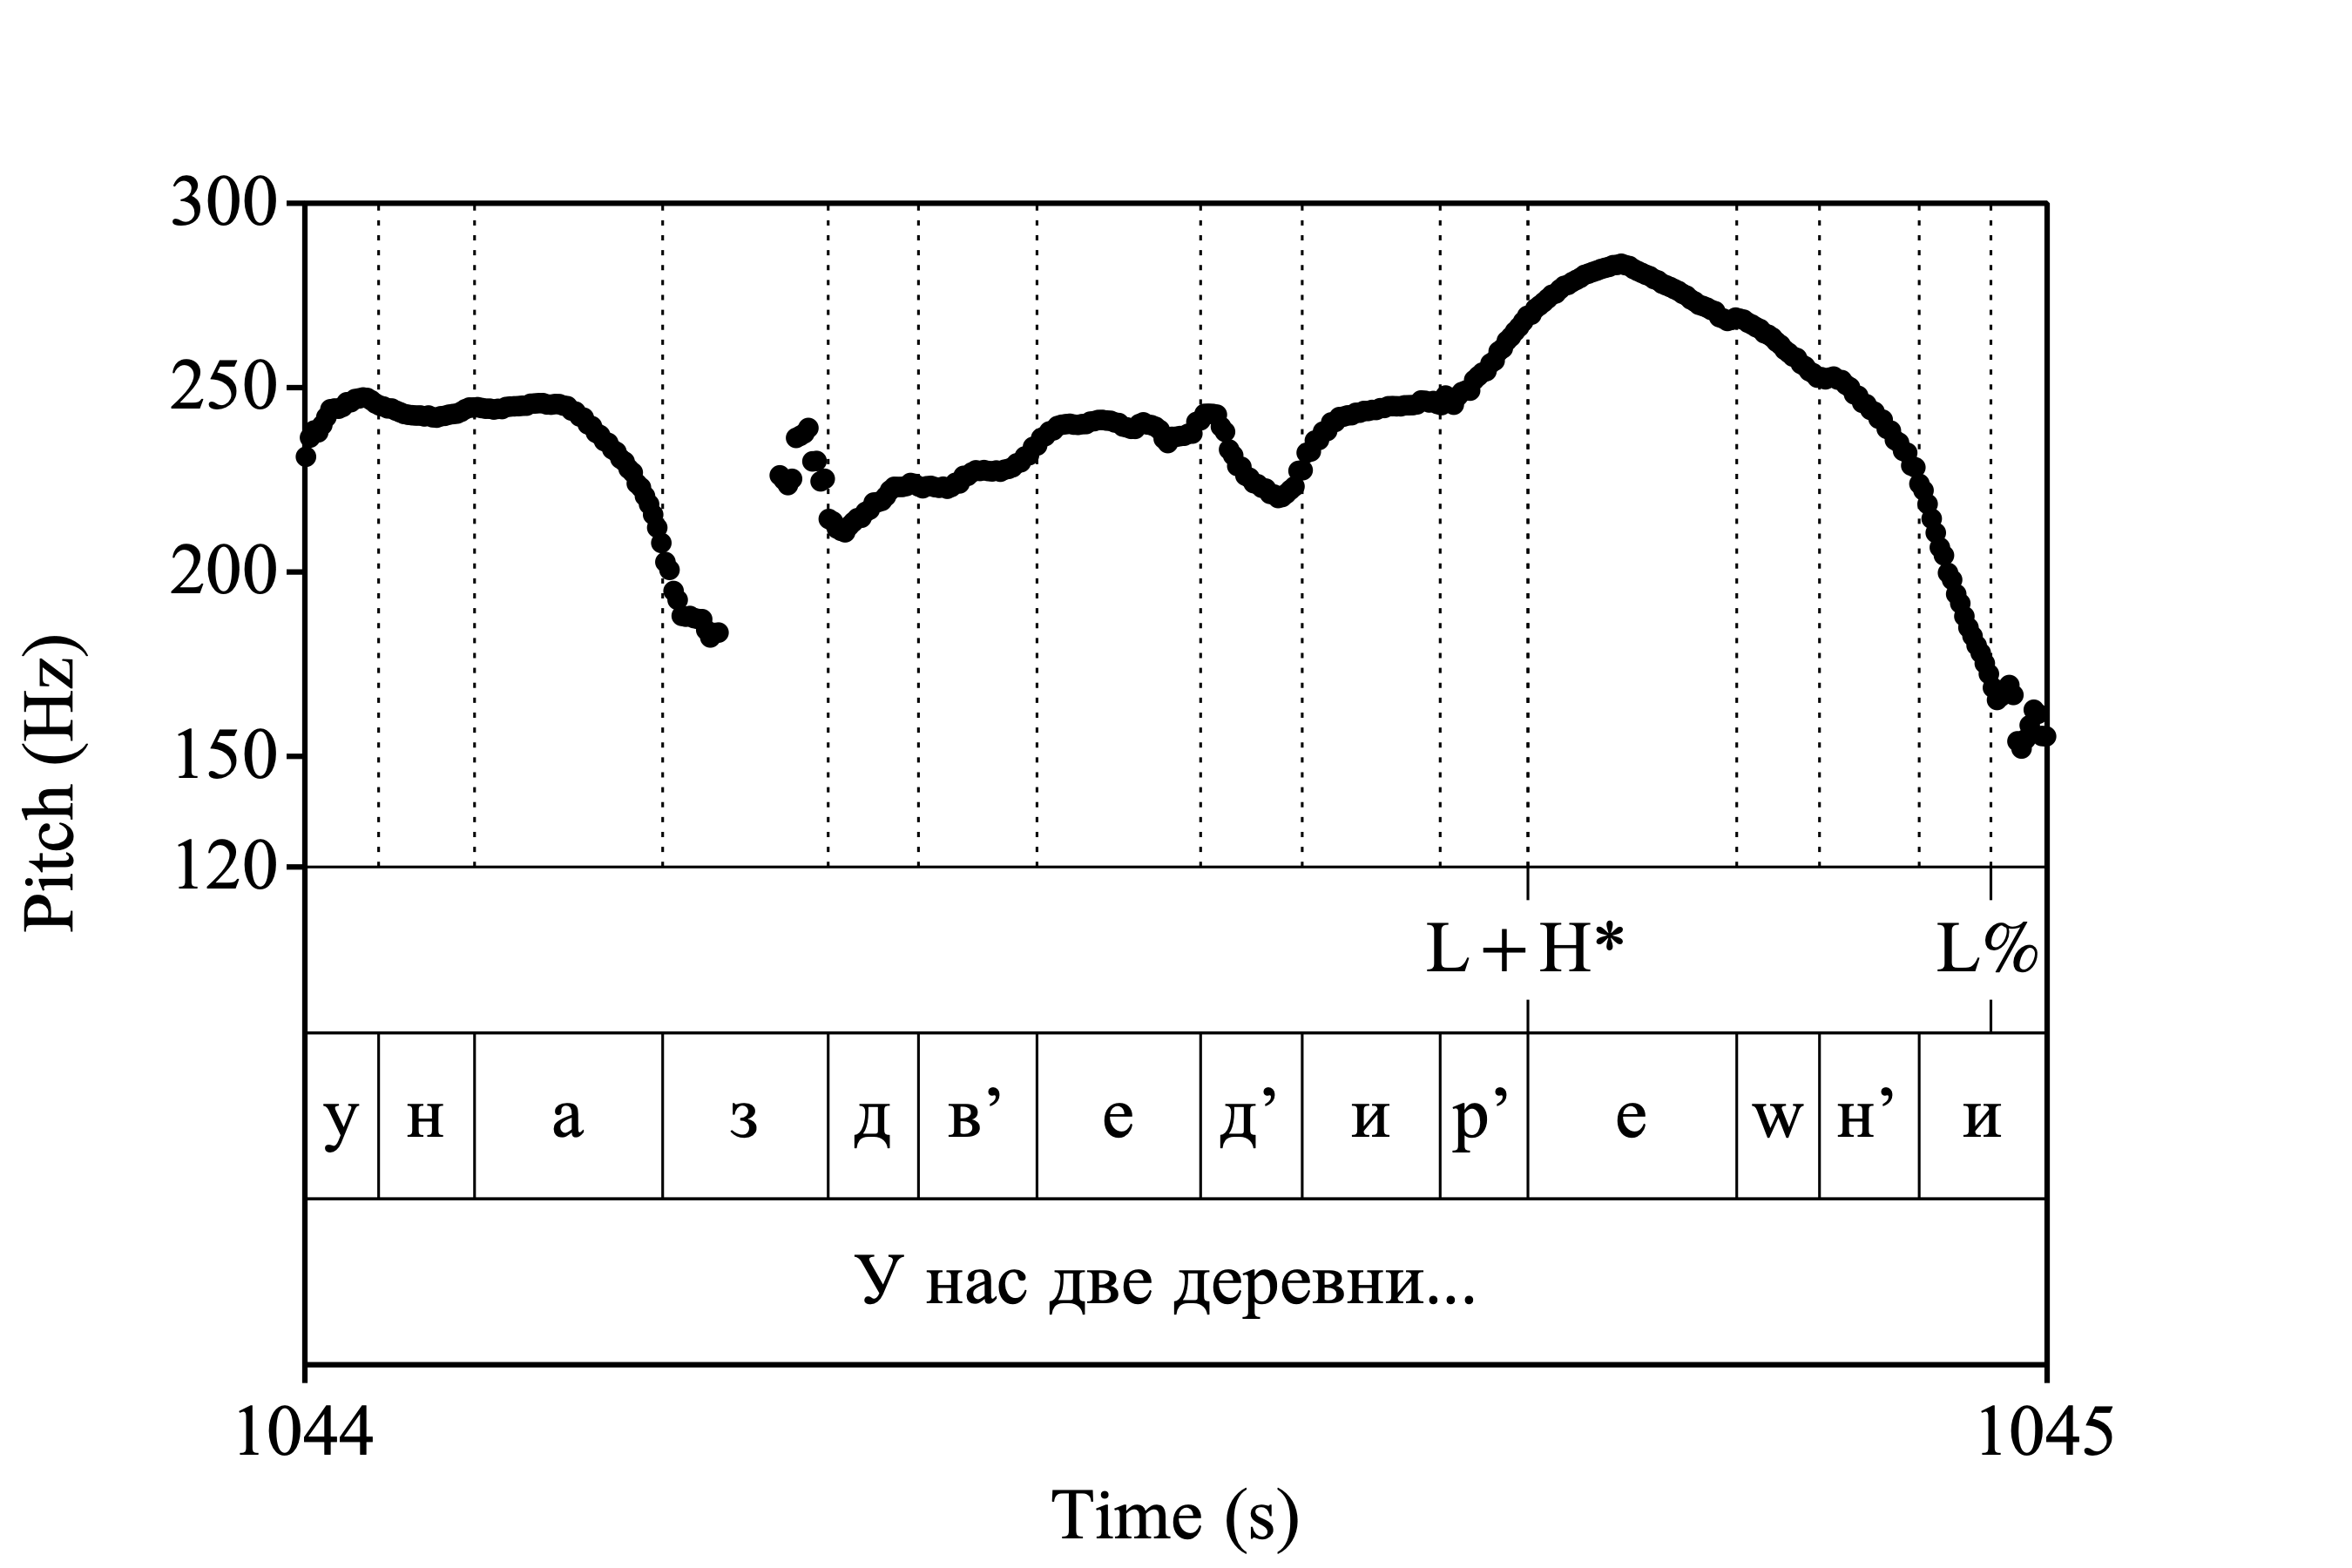 300
250
200
150
120
Pitch (Hz)
L+H* L%
у н а з д в’ е д’ и р’ е w н’ и
У нас две деревни...
1044 1045
Time (s)